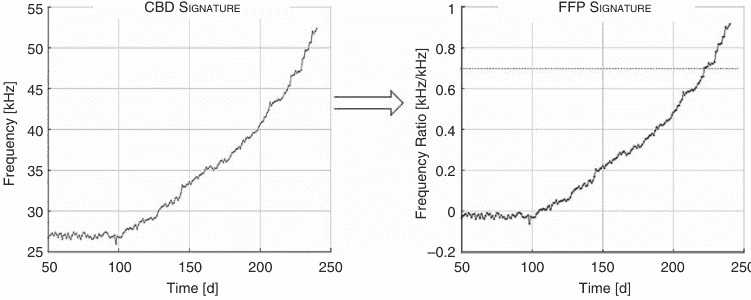 CBD SIGNATURE
FFP SIGNATURE
55
50
45
40
35
30
25
Frequency [kHz]
50 100 150 200 250
Time [d]
1
0.8
0.6
0.4
0.2
0
–0.2
Frequency Ratio [kHz/kHz]
50 100 150 200 250
Time [d]